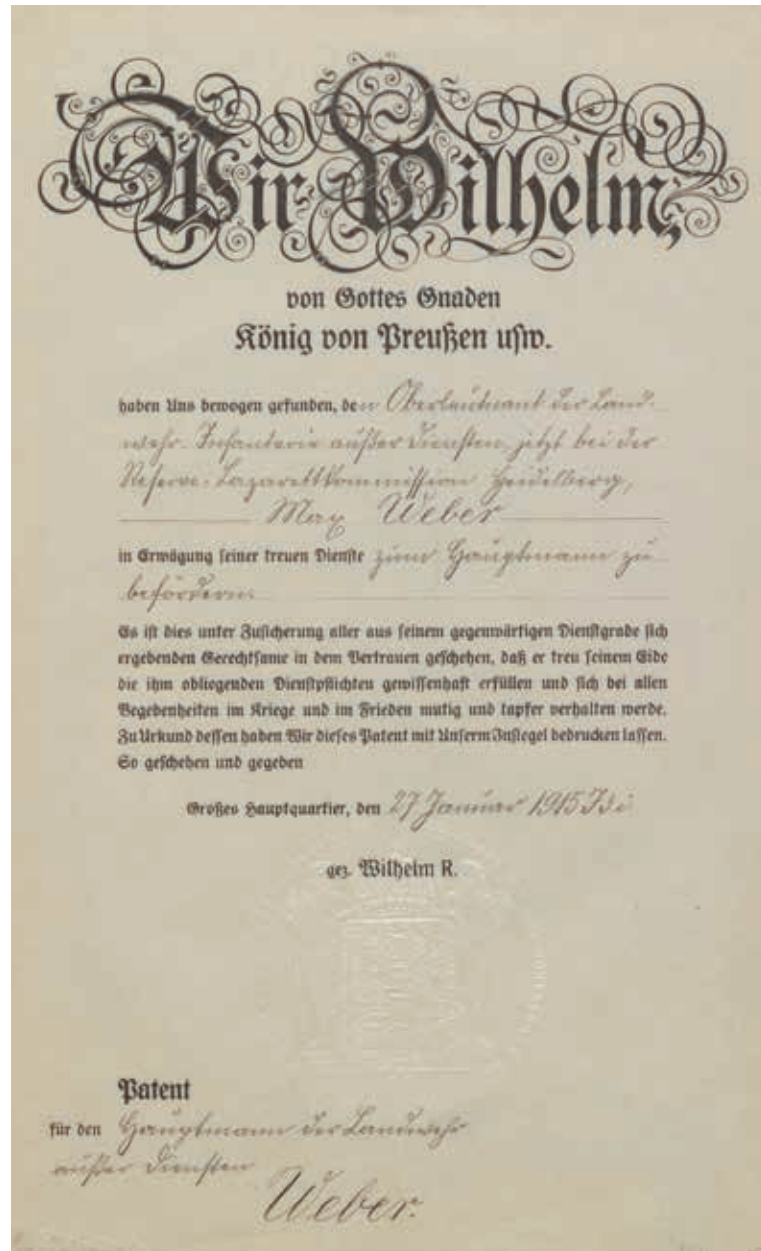 Wir Wilhelm,
von Gottes Gnaden
König von Preußen usw.
haben Uns bewogen gefunden, den Oberleutnant der Land-
wehr-Infanterie außer Diensten, jetzt bei der
Reserve-Lazarettkommission Heidelberg,
Max Weber
in Erwägung seiner treuen Dienste zum Hauptmann zu
befördern.
Es ist dies unter Zusicherung aller aus seinem gegenwärtigen Dienstgrade sich
ergebenden Gerechtsame in dem Vertrauen geschehen, daß er treu seinem Eide
die ihm obliegenden Dienstpflichten gewissenhaft erfüllen und sich bei allen
Begebenheiten im Kriege und im Frieden mutig und tapfer verhalten werde.
Zu Urkund dessen haben Wir dieses Patent mit Unserm Insiegel bedrucken lassen.
So geschehen und gegeben
Großes Hauptquartier, den 27 Januar 1915
gez. Wilhelm R.
Patent
für den Hauptmann der Landwehr
außer Diensten
Weber.